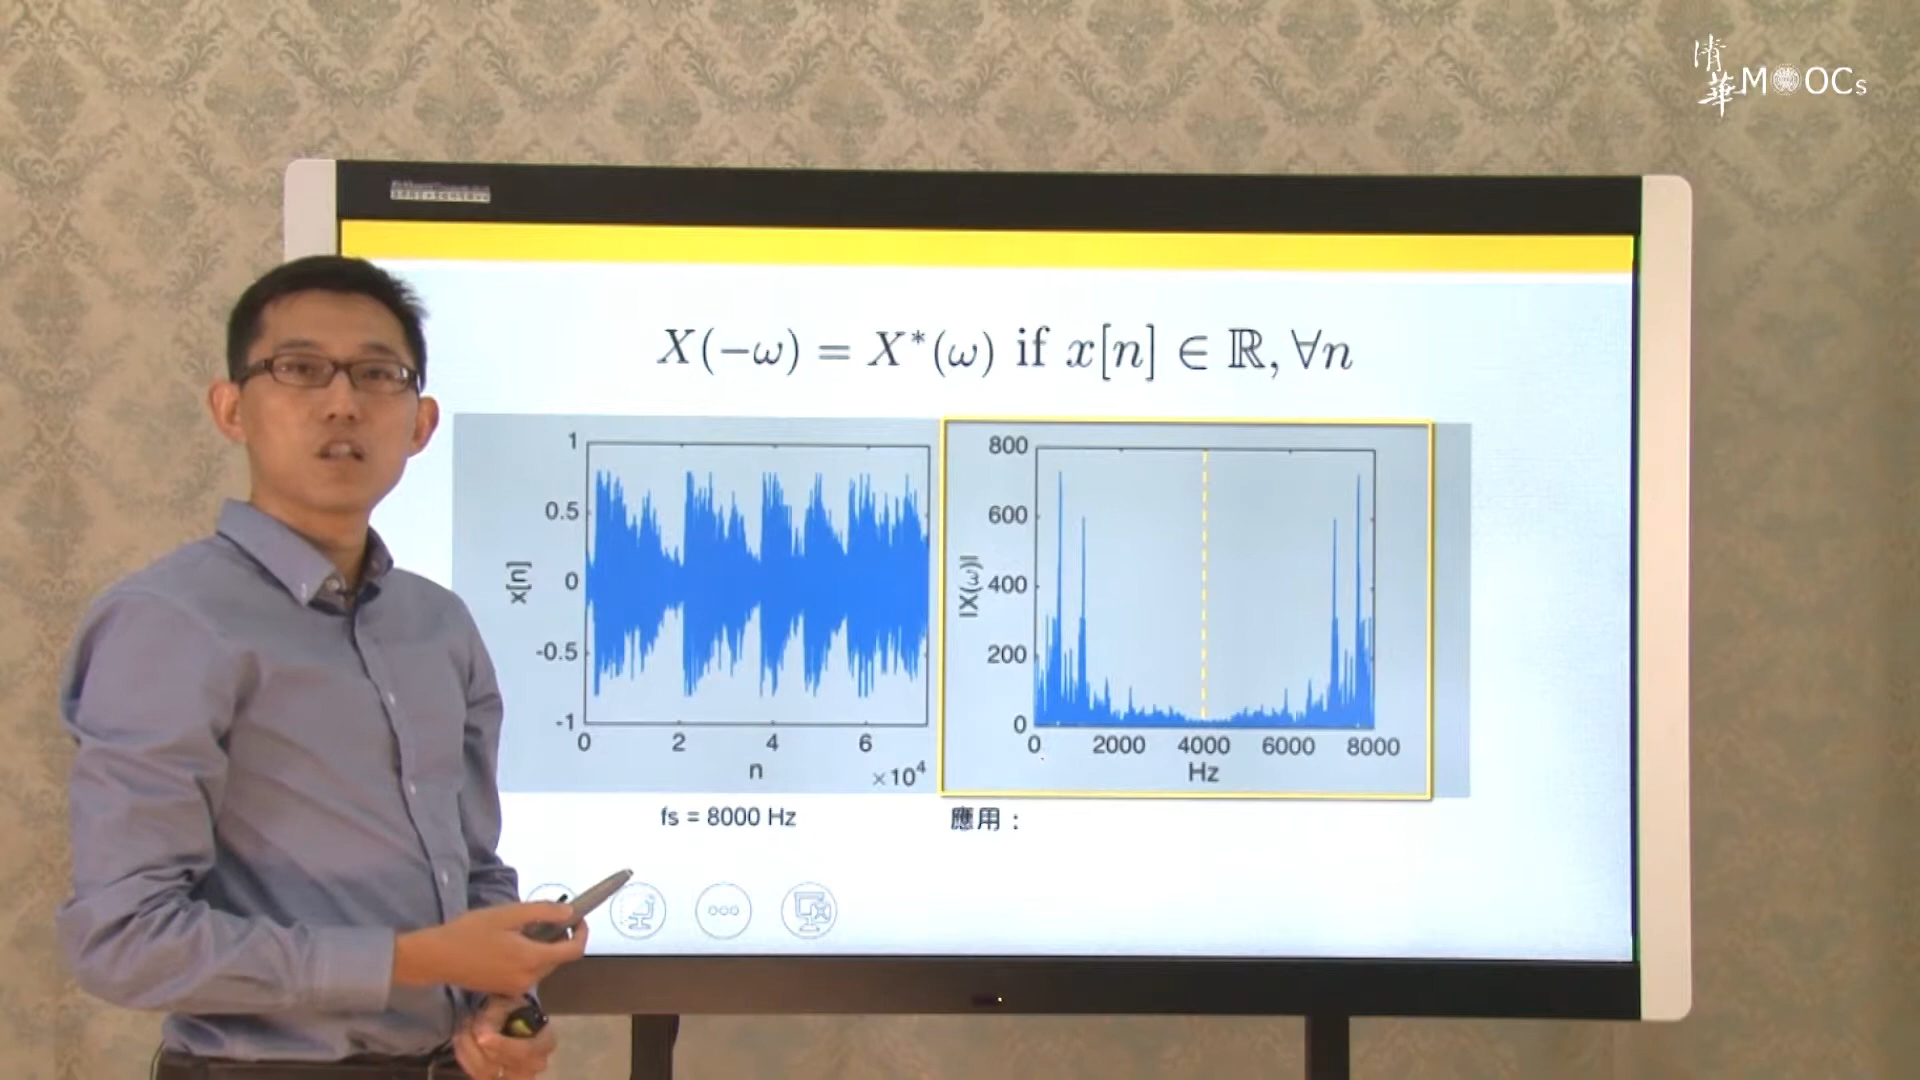 清華MOOCs
X(−ω) = X*(ω) if x[n] ∈ ℝ, ∀n
1
0.5
0
-0.5
-1
x[n]
0 2 4 6
n
×10⁴
fs = 8000 Hz
800
600
400
200
0
|X(ω)|
0 2000 4000 6000 8000
Hz
應用：